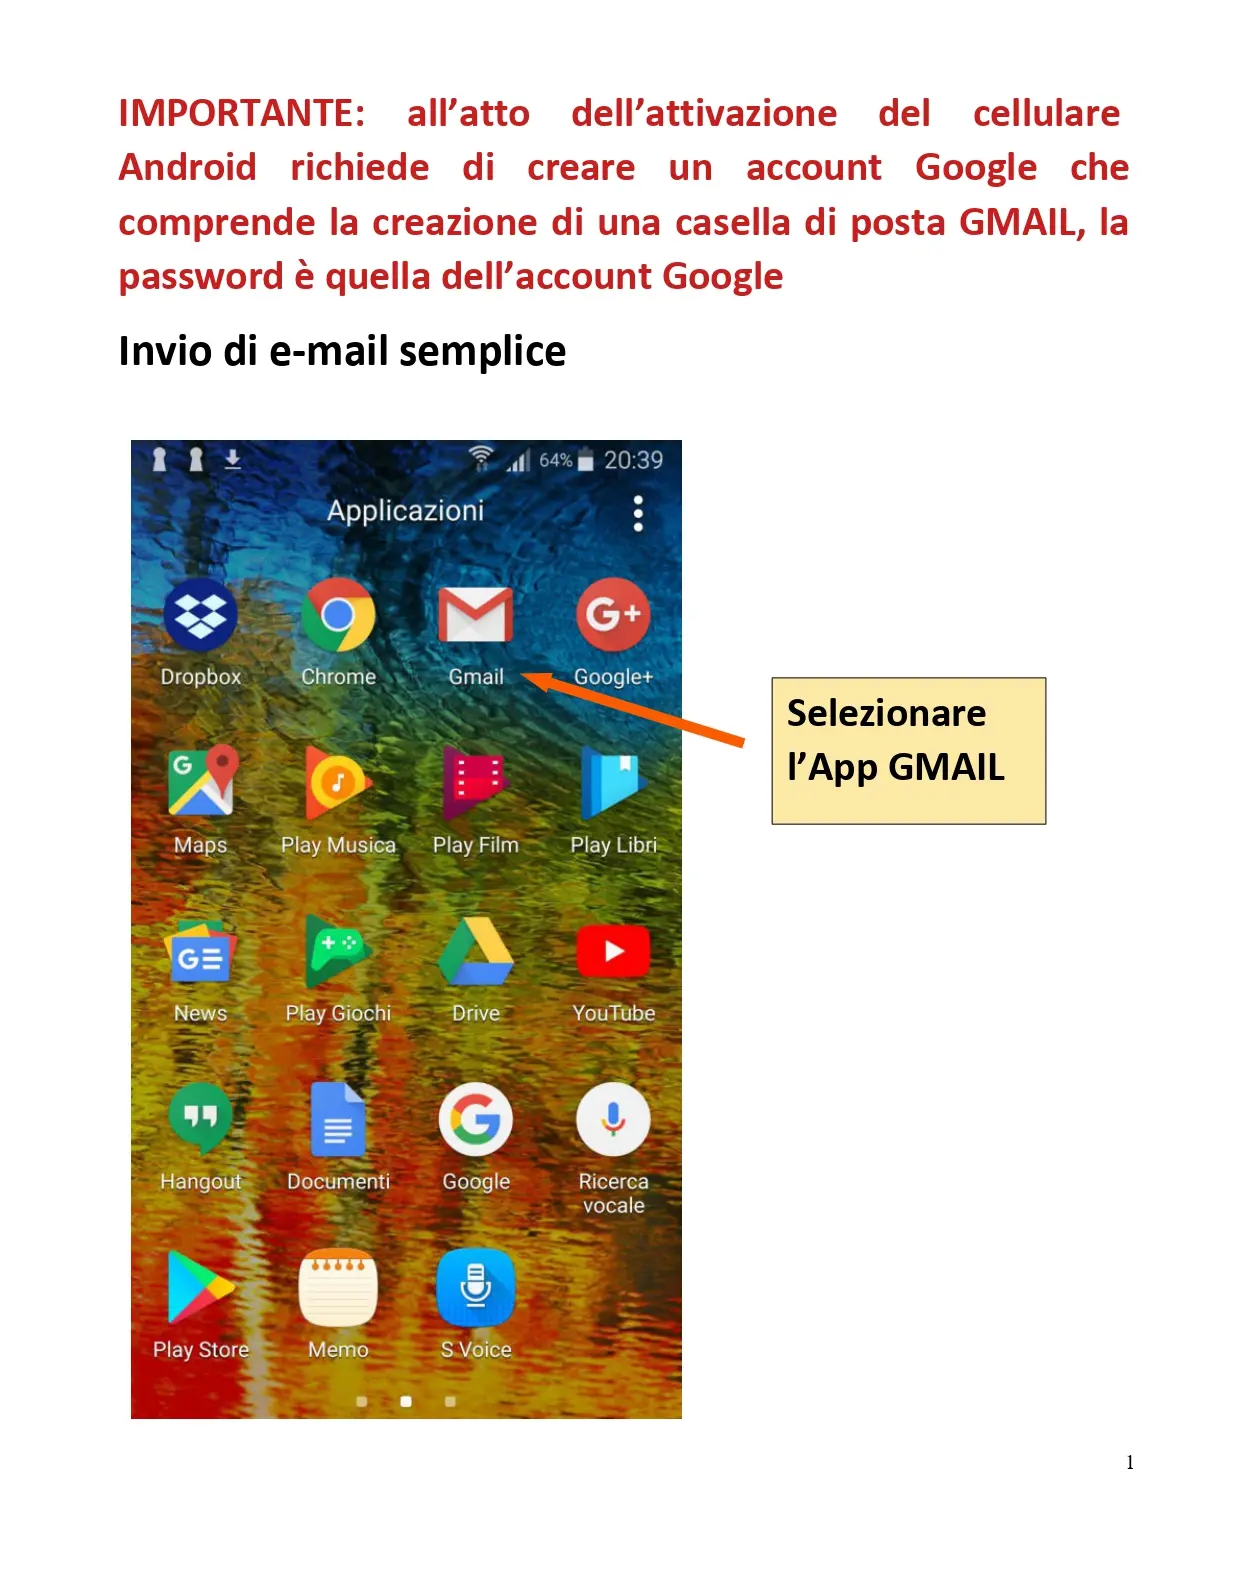 IMPORTANTE: all’atto dell’attivazione del cellulare
Android richiede di creare un account Google che
comprende la creazione di una casella di posta GMAIL, la
password è quella dell’account Google
Invio di e-mail semplice
64% 20:39
Applicazioni
G+
Dropbox Chrome Gmail Google+
Selezionare
l’App GMAIL
G
Maps Play Musica Play Film Play Libri
G
News Play Giochi Drive YouTube
G
Hangout Documenti Google Ricerca
vocale
Play Store Memo S Voice
1